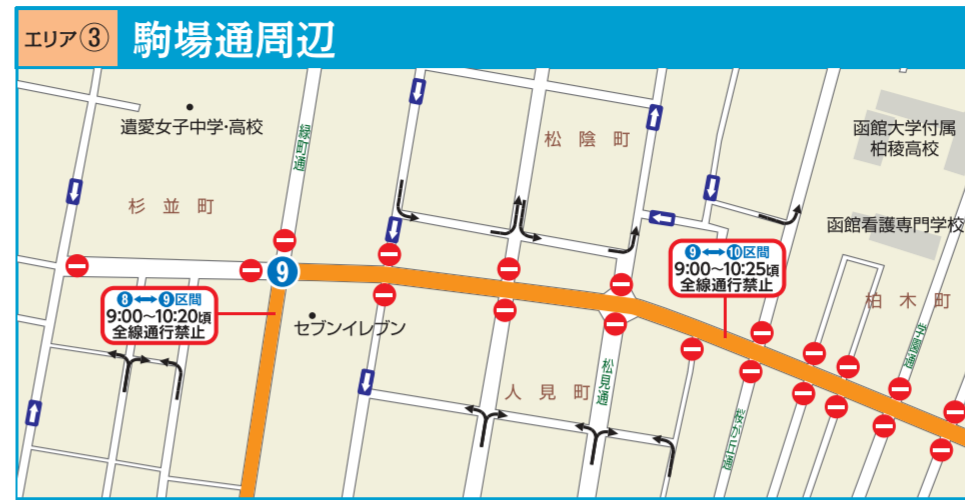 エリア③ 駒場通周辺
遺愛女子中学・高校
松陰町
函館大学付属
柏稜高校
杉並町
函館看護専門学校
9
⑨↔⑩区間
9:00~10:25頃
全線通行禁止
柏木町
⑧↔⑨区間
9:00~10:20頃
全線通行禁止
セブンイレブン
人見町
松見通